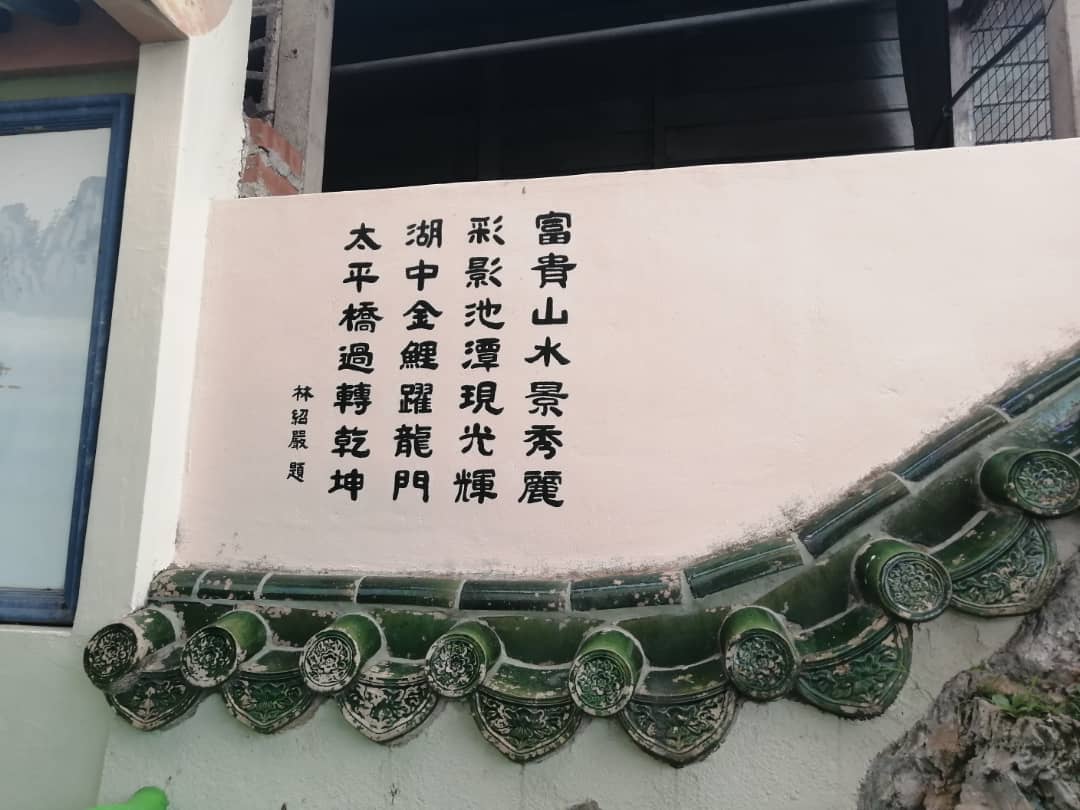 富貴山水景秀麗
彩影池潭現光輝
湖中金鯉躍龍門
太平橋過轉乾坤
林紹嚴題